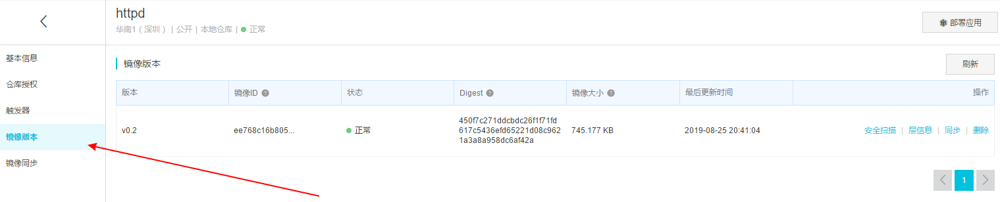 httpd
华南1 ( 深圳 ) | 公开 | 本地仓库 | 正常
部署应用
基本信息
仓库授权
触发器
镜像版本
镜像同步
镜像版本
刷新
版本 镜像ID ? 状态 Digest ? 镜像大小 ? 最后更新时间 操作
v0.2 ee768c16b805... 正常 450f7c271ddcbdc26f1f71fd
617c5436efd65221d08c962
1a3a8a958dc6af42a
745.177 KB 2019-08-25 20:41:04 安全扫描 | 层信息 | 同步 | 删除
1